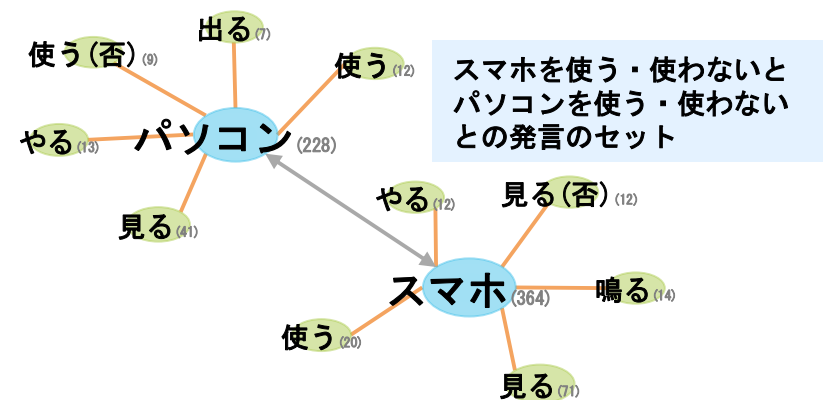 出る(7)
使う(否)(9)
使う(12)
スマホを使う・使わないと
パソコンを使う・使わない
との発言のセット
やる(13)
パソコン(228)
見る(41)
やる(12)
見る(否)(12)
スマホ(364)
鳴る(14)
使う(20)
見る(71)